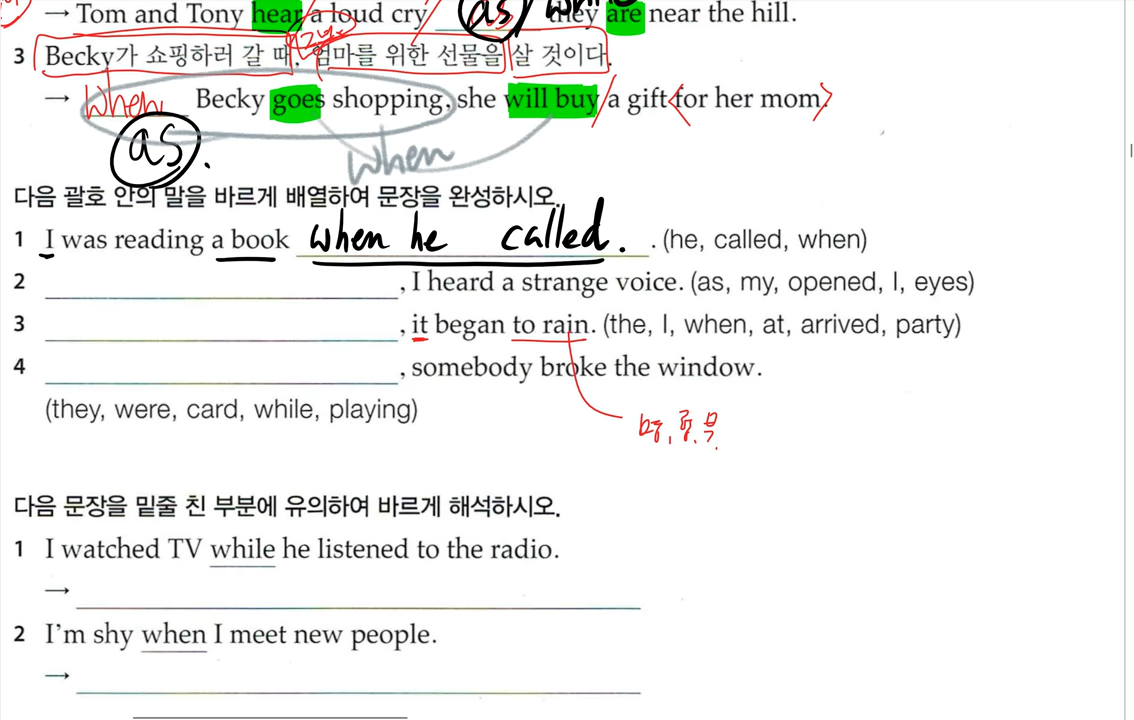 → Tom and Tony hear a loud cry as they are near the hill.
3 Becky가 쇼핑하러 갈 때, 엄마를 위한 선물을 살 것이다.
→ When Becky goes shopping, she will buy a gift for her mom
as.
when
다음 괄호 안의 말을 바르게 배열하여 문장을 완성하시오.
1 I was reading a book when he called. . (he, called, when)
2 , I heard a strange voice. (as, my, opened, I, eyes)
3 , it began to rain. (the, I, when, at, arrived, party)
4 , somebody broke the window.
(they, were, card, while, playing)
다음 문장을 밑줄 친 부분에 유의하여 바르게 해석하시오.
1 I watched TV while he listened to the radio.
→
2 I'm shy when I meet new people.
→